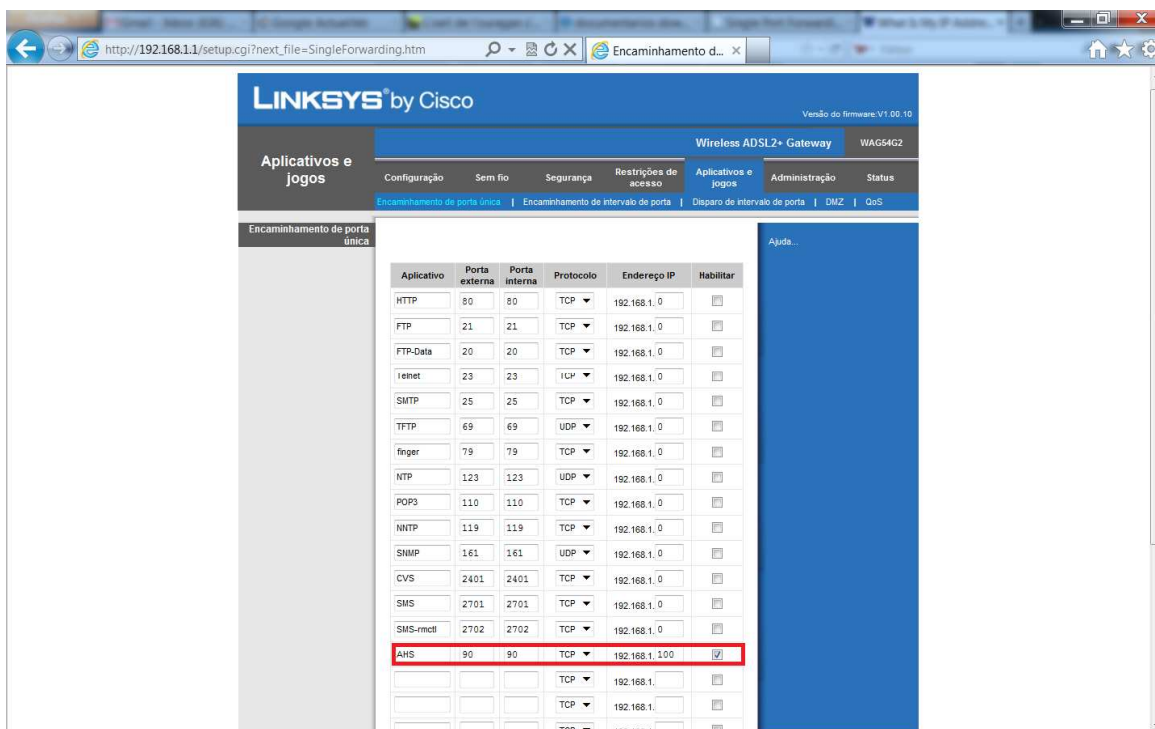 http://192.168.1.1/setup.cgi?next_file=SingleForwarding.htm
Encaminhamento d...
LINKSYS® by Cisco
Versão do firmware:V1.00.10
Wireless ADSL2+ Gateway WAG54G2
Aplicativos e jogos
Configuração Sem fio Segurança Restrições de acesso Aplicativos e jogos Administração Status
Encaminhamento de porta única | Encaminhamento de intervalo de porta | Disparo de intervalo de porta | DMZ | QoS
Encaminhamento de porta única
Ajuda...
Aplicativo Porta externa Porta interna Protocolo Endereço IP Habilitar
HTTP 80 80 TCP 192.168.1. 0
FTP 21 21 TCP 192.168.1. 0
FTP-Data 20 20 TCP 192.168.1. 0
Telnet 23 23 TCP 192.168.1. 0
SMTP 25 25 TCP 192.168.1. 0
TFTP 69 69 UDP 192.168.1. 0
finger 79 79 TCP 192.168.1. 0
NTP 123 123 UDP 192.168.1. 0
POP3 110 110 TCP 192.168.1. 0
NNTP 119 119 TCP 192.168.1. 0
SNMP 161 161 UDP 192.168.1. 0
CVS 2401 2401 TCP 192.168.1. 0
SMS 2701 2701 TCP 192.168.1. 0
SMS-rmctl 2702 2702 TCP 192.168.1. 0
AHS 90 90 TCP 192.168.1. 100
TCP 192.168.1.
TCP 192.168.1.